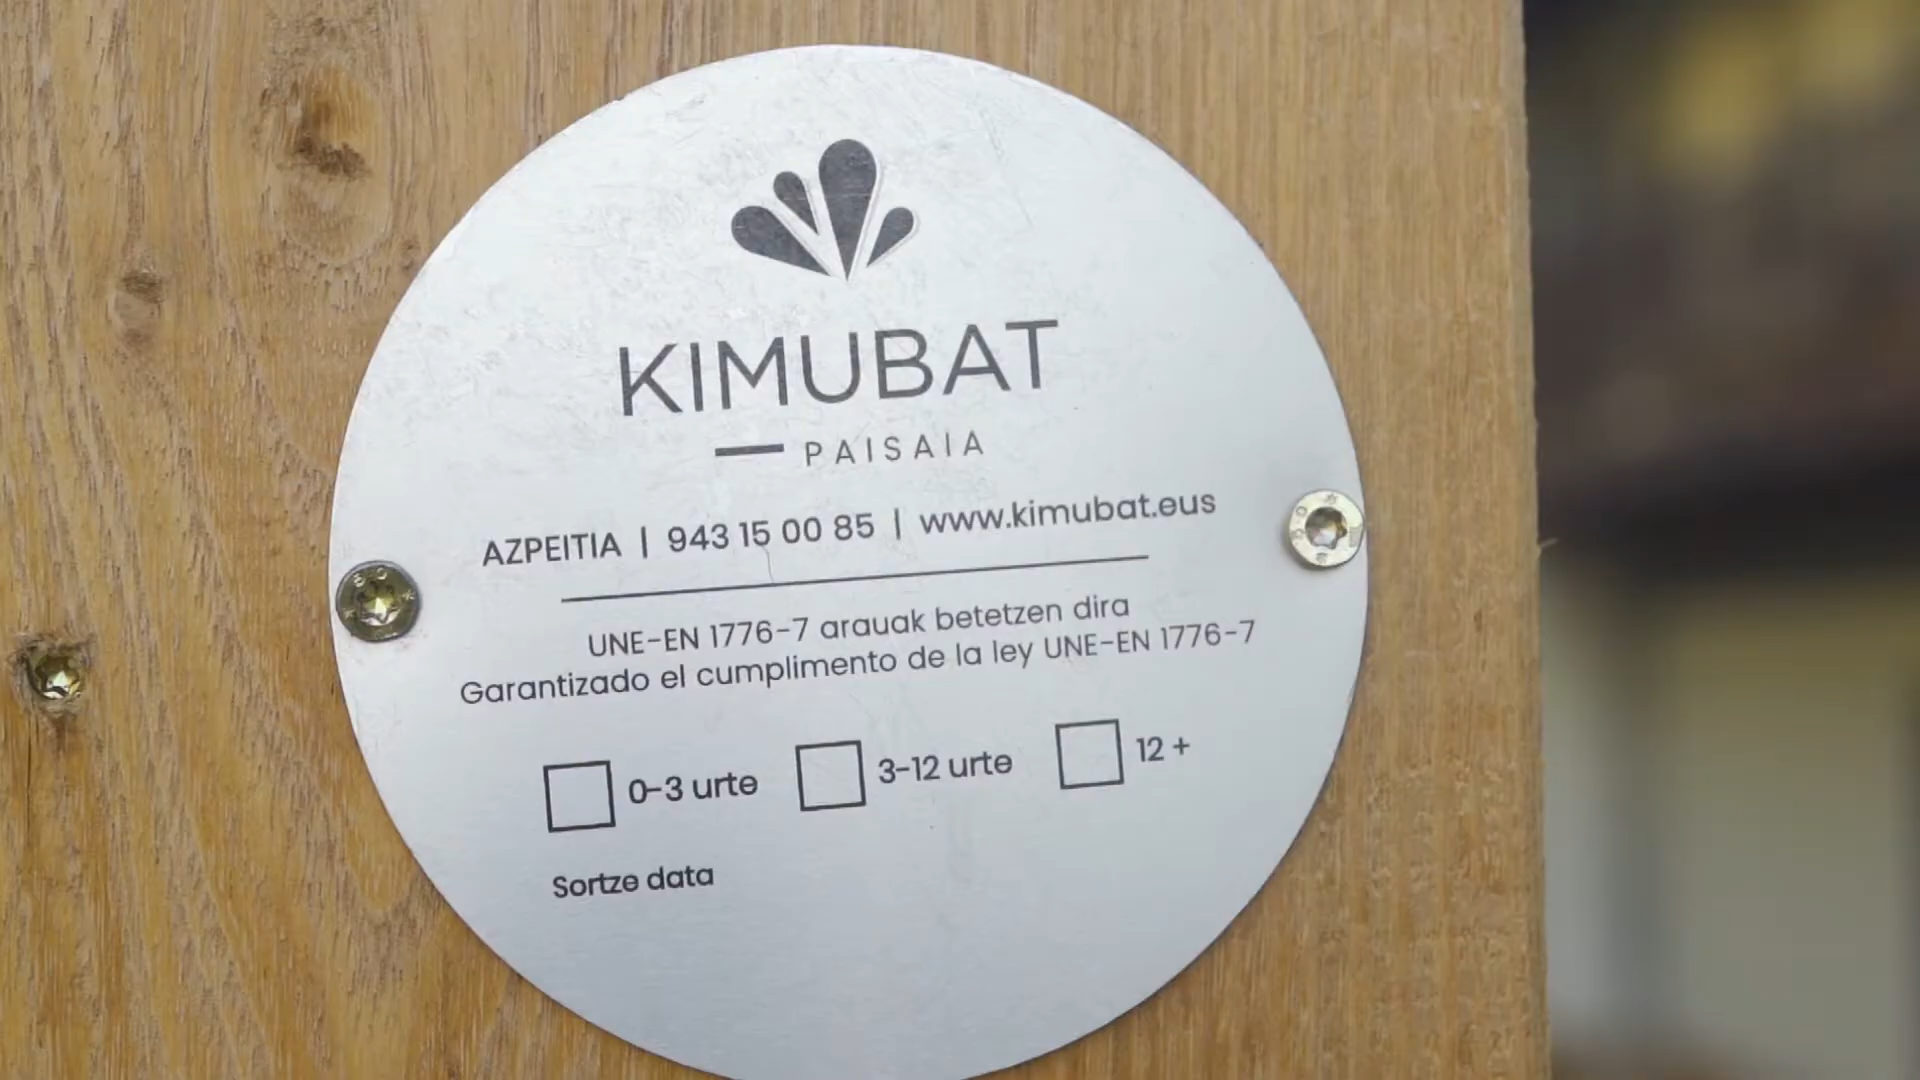 KIMUBAT
PAISAIA
AZPEITIA | 943 15 00 85 | www.kimubat.eus
UNE-EN 1776-7 arauak betetzen dira
Garantizado el cumplimento de la ley UNE-EN 1776-7
0-3 urte 3-12 urte 12 +
Sortze data